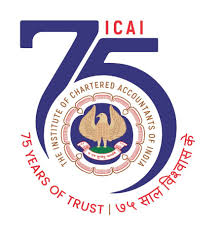 ICAI
75
THE INSTITUTE OF CHARTERED ACCOUNTANTS OF INDIA
75 YEARS OF TRUST | ७५ साल विश्वास के